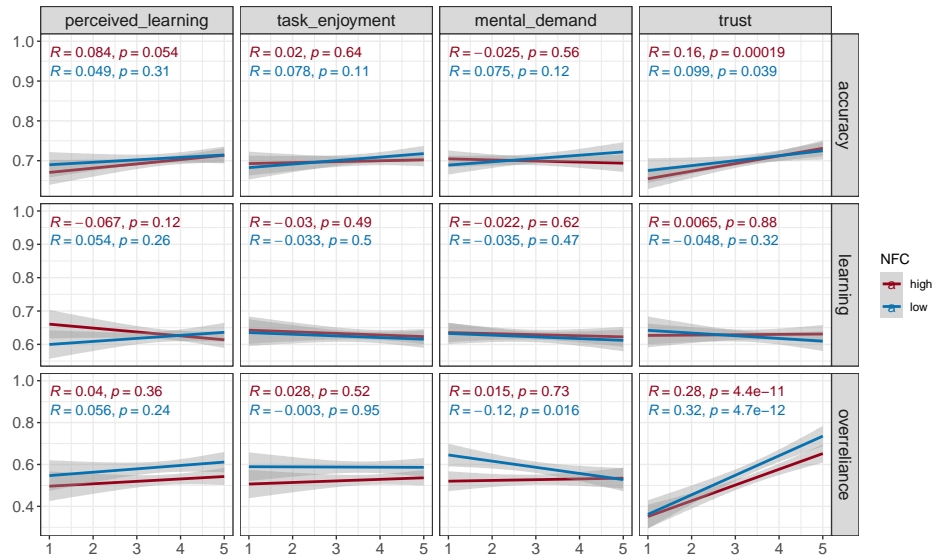 perceived_learning task_enjoyment mental_demand trust
1.0
R = 0.084, p = 0.054 R = 0.02, p = 0.64 R = −0.025, p = 0.56 R = 0.16, p = 0.00019
R = 0.049, p = 0.31 R = 0.078, p = 0.11 R = 0.075, p = 0.12 R = 0.099, p = 0.039
0.9
0.8
accuracy
0.7
1.0
R = −0.067, p = 0.12 R = −0.03, p = 0.49 R = −0.022, p = 0.62 R = 0.0065, p = 0.88
R = 0.054, p = 0.26 R = −0.033, p = 0.5 R = −0.035, p = 0.47 R = −0.048, p = 0.32
0.9
0.8
learning
0.7
0.6
NFC
a high
a low
R = 0.04, p = 0.36 R = 0.028, p = 0.52 R = 0.015, p = 0.73 R = 0.28, p = 4.4e−11
R = 0.056, p = 0.24 R = −0.003, p = 0.95 R = −0.12, p = 0.016 R = 0.32, p = 4.7e−12
0.8
overreliance
0.6
0.4
1 2 3 4 5 1 2 3 4 5 1 2 3 4 5 1 2 3 4 5